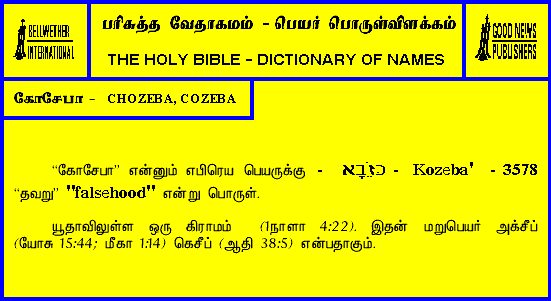 BELLWETHER
INTERNATIONAL
பரிசுத்த வேதாகமம் - பெயர் பொருள்விளக்கம்
THE HOLY BIBLE - DICTIONARY OF NAMES
GOOD NEWS
PUBLISHERS
கோசேபா - CHOZEBA, COZEBA
“கோசேபா” என்னும் எபிரெய பெயருக்கு - כֹּזֵבָא - Kozeba' - 3578
“தவறு” "falsehood" என்று பொருள்.
யூதாவிலுள்ள ஒரு கிராமம் (1நாளா 4:22). இதன் மறுபெயர் அக்சீப்
(யோசு 15:44; மீகா 1:14) கெசீப் (ஆதி 38:5) என்பதாகும்.